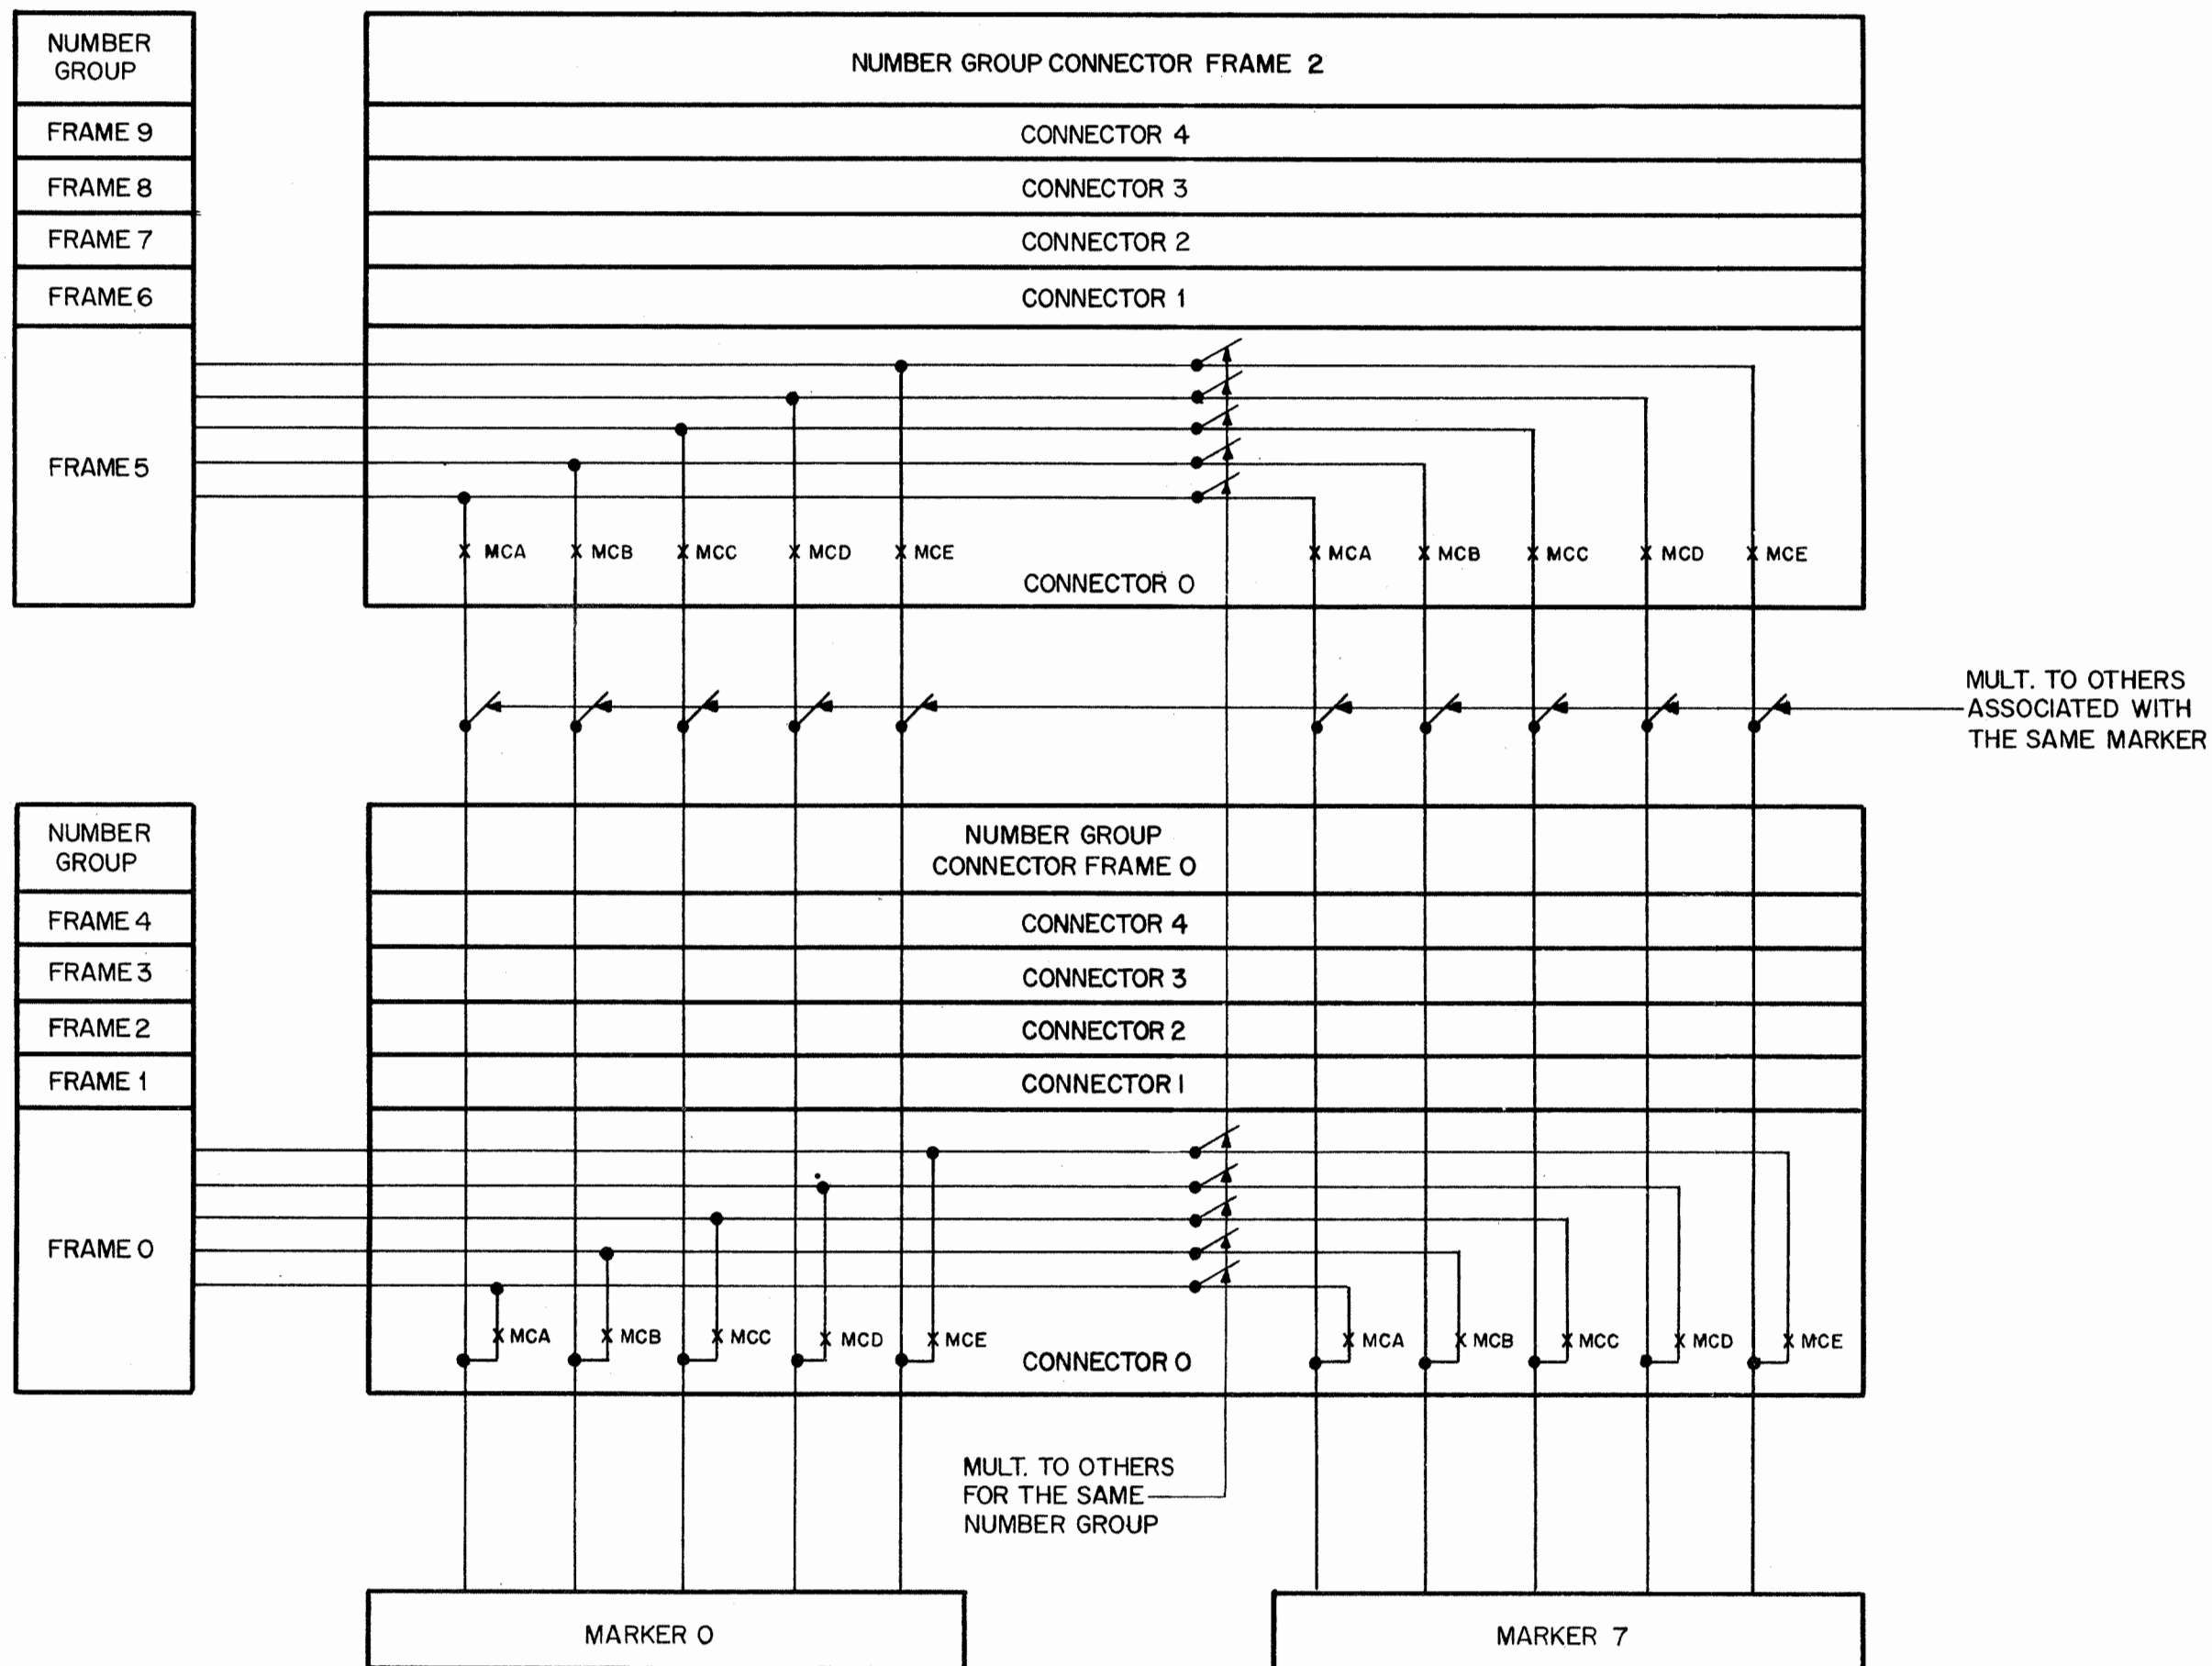 NUMBER
GROUP
FRAME 9
FRAME 8
FRAME 7
FRAME 6
FRAME 5
NUMBER GROUP CONNECTOR FRAME 2
CONNECTOR 4
CONNECTOR 3
CONNECTOR 2
CONNECTOR 1
MCA MCB MCC MCD MCE
MCA MCB MCC MCD MCE
CONNECTOR 0
MULT. TO OTHERS
ASSOCIATED WITH
THE SAME MARKER
NUMBER
GROUP
FRAME 4
FRAME 3
FRAME 2
FRAME 1
FRAME 0
NUMBER GROUP
CONNECTOR FRAME 0
CONNECTOR 4
CONNECTOR 3
CONNECTOR 2
CONNECTOR 1
MCA MCB MCC MCD MCE
MCA MCB MCC MCD MCE
CONNECTOR 0
MULT. TO OTHERS
FOR THE SAME
NUMBER GROUP
MARKER 0
MARKER 7